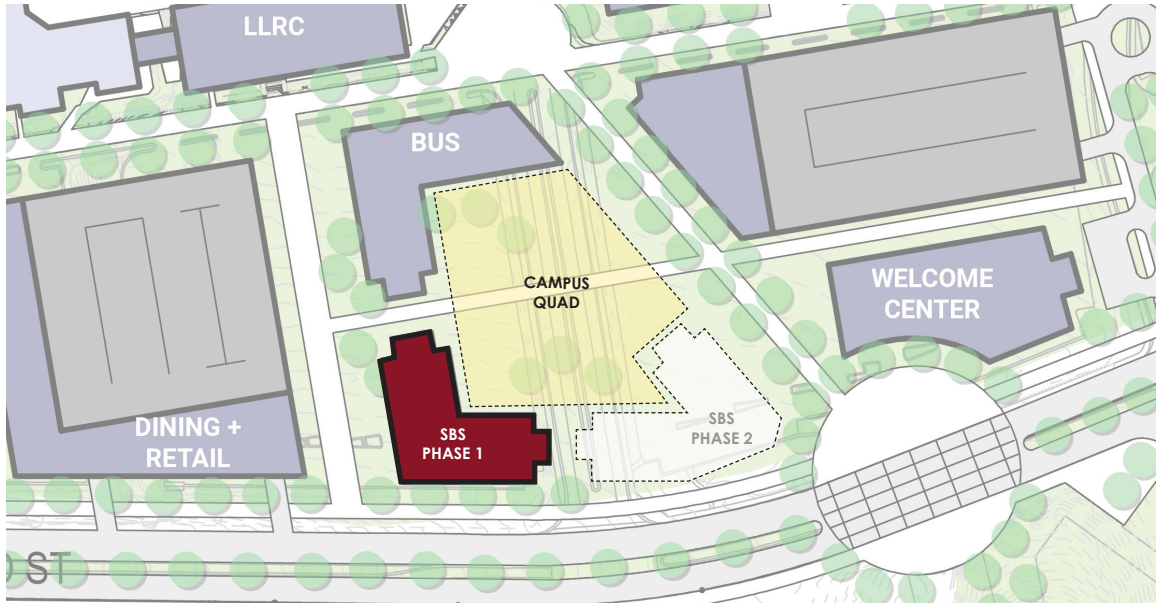 LLRC
BUS
CAMPUS
QUAD
WELCOME
CENTER
DINING +
RETAIL
SBS
PHASE 1
SBS
PHASE 2
ST